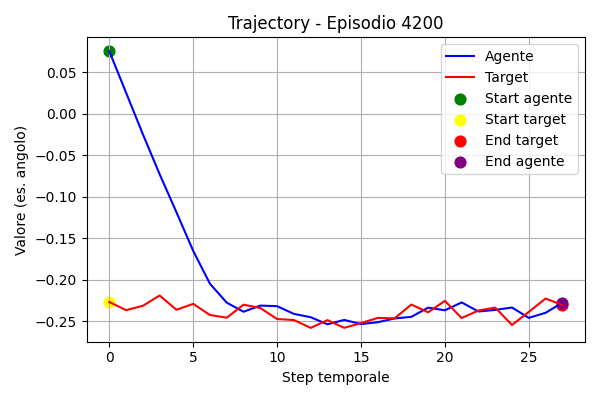 Trajectory - Episodio 4200
Valore (es. angolo)
0.05
0.00
−0.05
−0.10
−0.15
−0.20
−0.25
Agente
Target
Start agente
Start target
End target
End agente
0 5 10 15 20 25
Step temporale